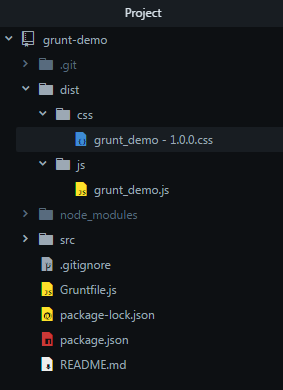 Project
grunt-demo
.git
dist
css
grunt_demo - 1.0.0.css
js
grunt_demo.js
node_modules
src
.gitignore
Gruntfile.js
package-lock.json
package.json
README.md